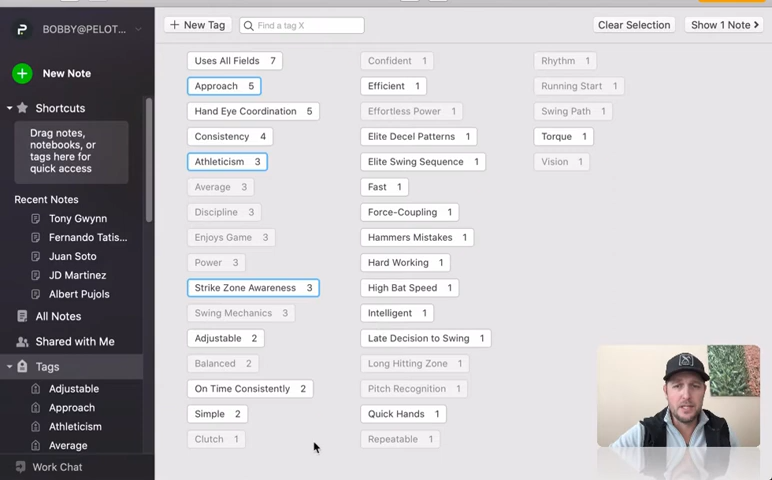 BOBBY@PELOT...
+ New Tag
Find a tag X
Clear Selection
Show 1 Note
New Note
Shortcuts
Drag notes,
notebooks, or
tags here for
quick access
Recent Notes
Tony Gwynn
Fernando Tatis...
Juan Soto
JD Martinez
Albert Pujols
All Notes
Shared with Me
Tags
Adjustable
Approach
Athleticism
Average
Work Chat
Uses All Fields 7
Approach 5
Hand Eye Coordination 5
Consistency 4
Athleticism 3
Average 3
Discipline 3
Enjoys Game 3
Power 3
Strike Zone Awareness 3
Swing Mechanics 3
Adjustable 2
Balanced 2
On Time Consistently 2
Simple 2
Clutch 1
Confident 1
Efficient 1
Effortless Power 1
Elite Decel Patterns 1
Elite Swing Sequence 1
Fast 1
Force-Coupling 1
Hammers Mistakes 1
Hard Working 1
High Bat Speed 1
Intelligent 1
Late Decision to Swing 1
Long Hitting Zone 1
Pitch Recognition 1
Quick Hands 1
Repeatable 1
Rhythm 1
Running Start 1
Swing Path 1
Torque 1
Vision 1